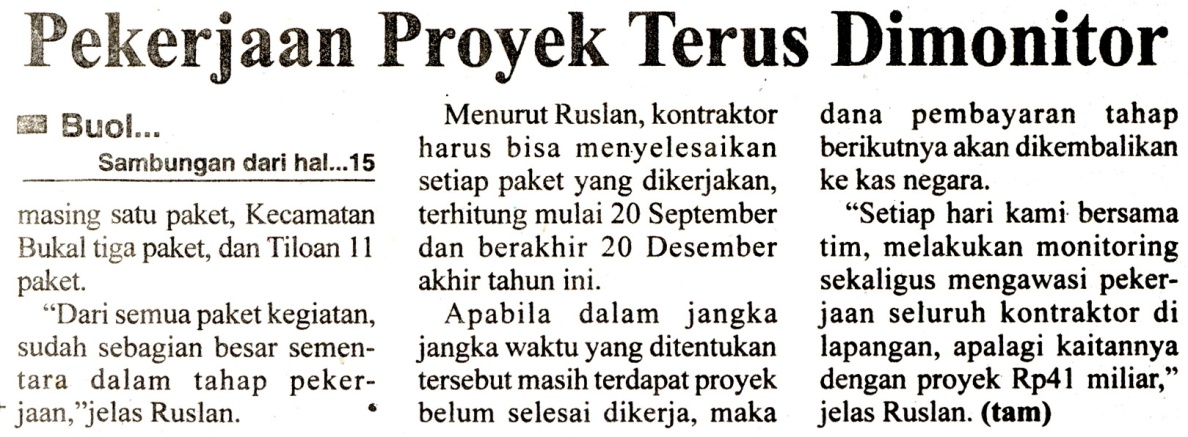 Pekerjaan Proyek Terus Dimonitor
Buol...
Sambungan dari hal...15
masing satu paket, Kecamatan
Bukal tiga paket, dan Tiloan 11
paket.
“Dari semua paket kegiatan,
sudah sebagian besar semen-
tara dalam tahap peker-
jaan,”jelas Ruslan.
Menurut Ruslan, kontraktor
harus bisa menyelesaikan
setiap paket yang dikerjakan,
terhitung mulai 20 September
dan berakhir 20 Desember
akhir tahun ini.
Apabila dalam jangka
jangka waktu yang ditentukan
tersebut masih terdapat proyek
belum selesai dikerja, maka
dana pembayaran tahap
berikutnya akan dikembalikan
ke kas negara.
“Setiap hari kami bersama
tim, melakukan monitoring
sekaligus mengawasi peker-
jaan seluruh kontraktor di
lapangan, apalagi kaitannya
dengan proyek Rp41 miliar,”
jelas Ruslan. (tam)